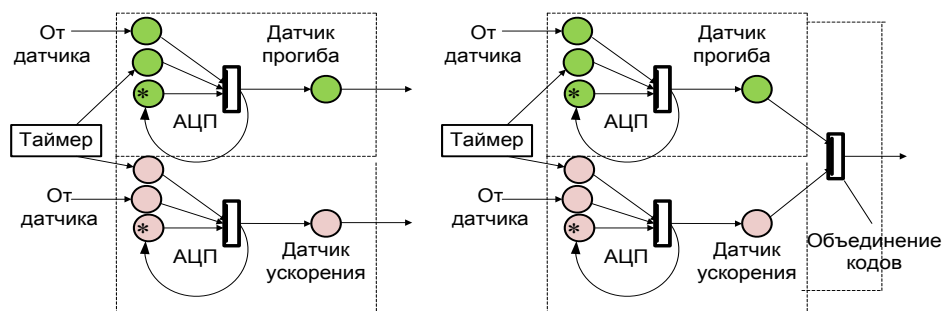 От
датчика
Датчик
прогиба
*
АЦП
Таймер
От
датчика
*
АЦП
Датчик
ускорения
От
датчика
Датчик
прогиба
*
АЦП
Таймер
От
датчика
*
АЦП
Датчик
ускорения
Объединение
кодов